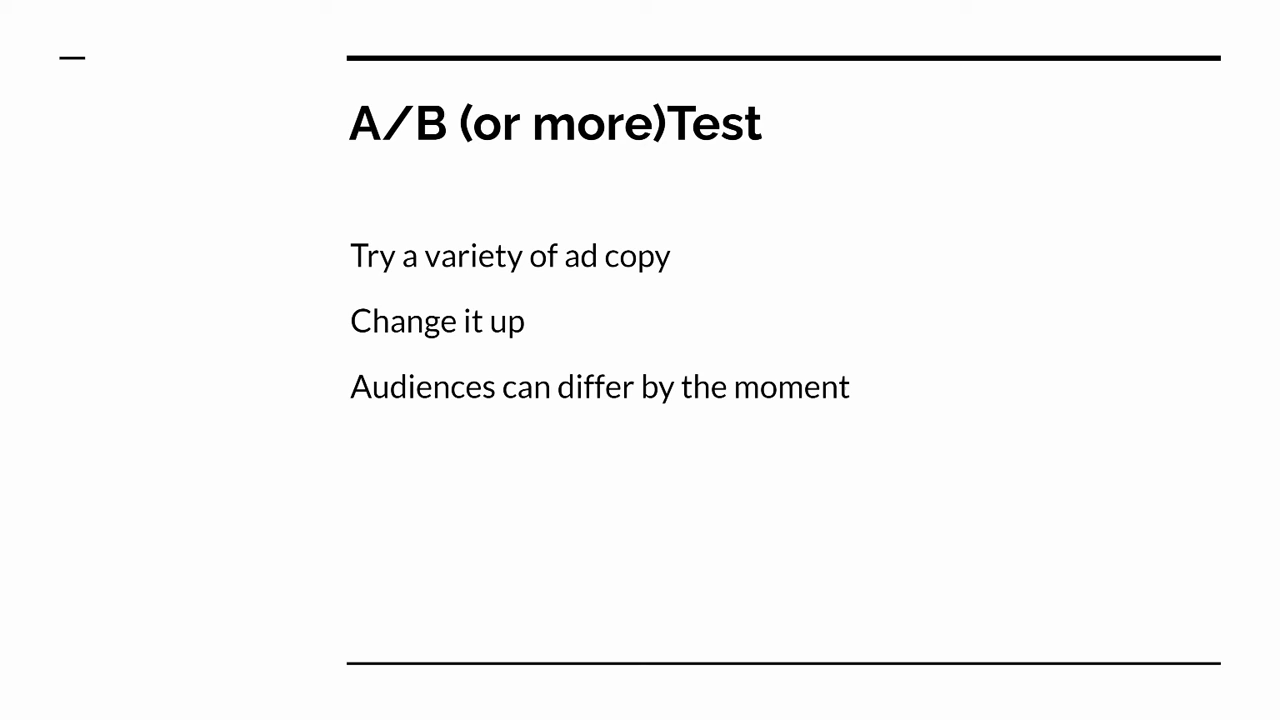 A/B (or more)Test
Try a variety of ad copy
Change it up
Audiences can differ by the moment